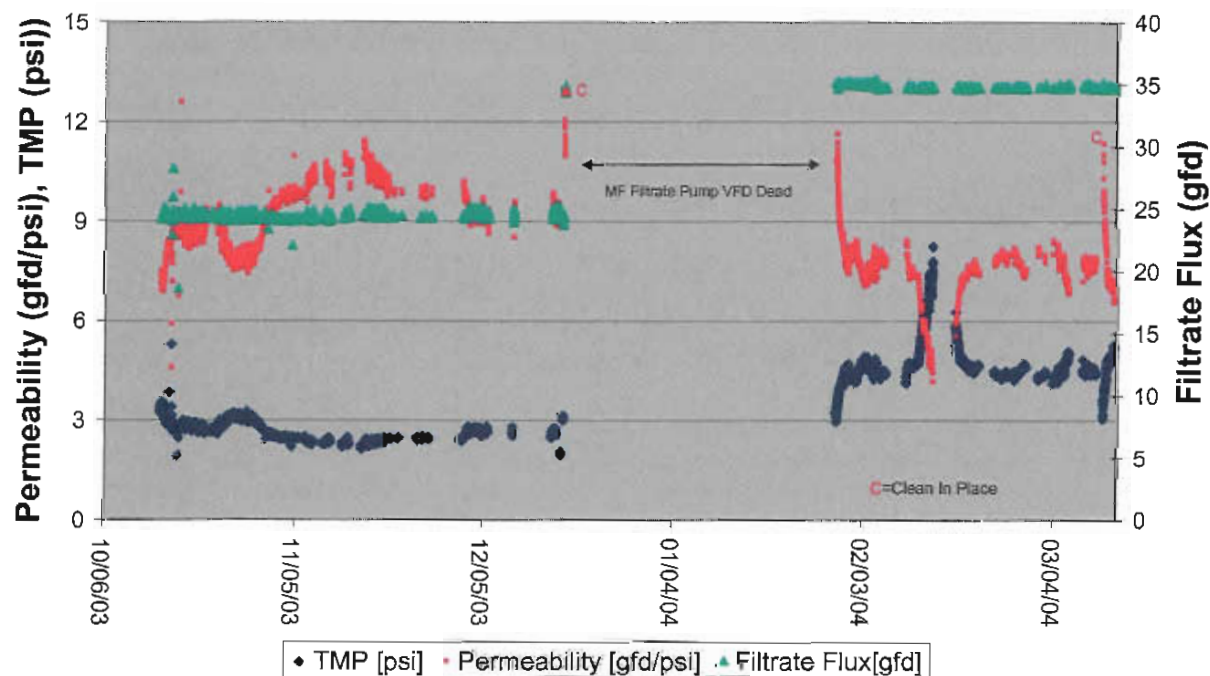 Permeability (gfd/psi), TMP (psi))
15
12
9
6
3
0
40
35
30
25
20
15
10
5
0
Filtrate Flux (gfd)
C
MF Filtrate Pump VFD Dead
C
C=Clean In Place
10/06/03
11/05/03
12/05/03
01/04/04
02/03/04
03/04/04
TMP [psi]
Permeability [gfd/psi]
Filtrate Flux[gfd]